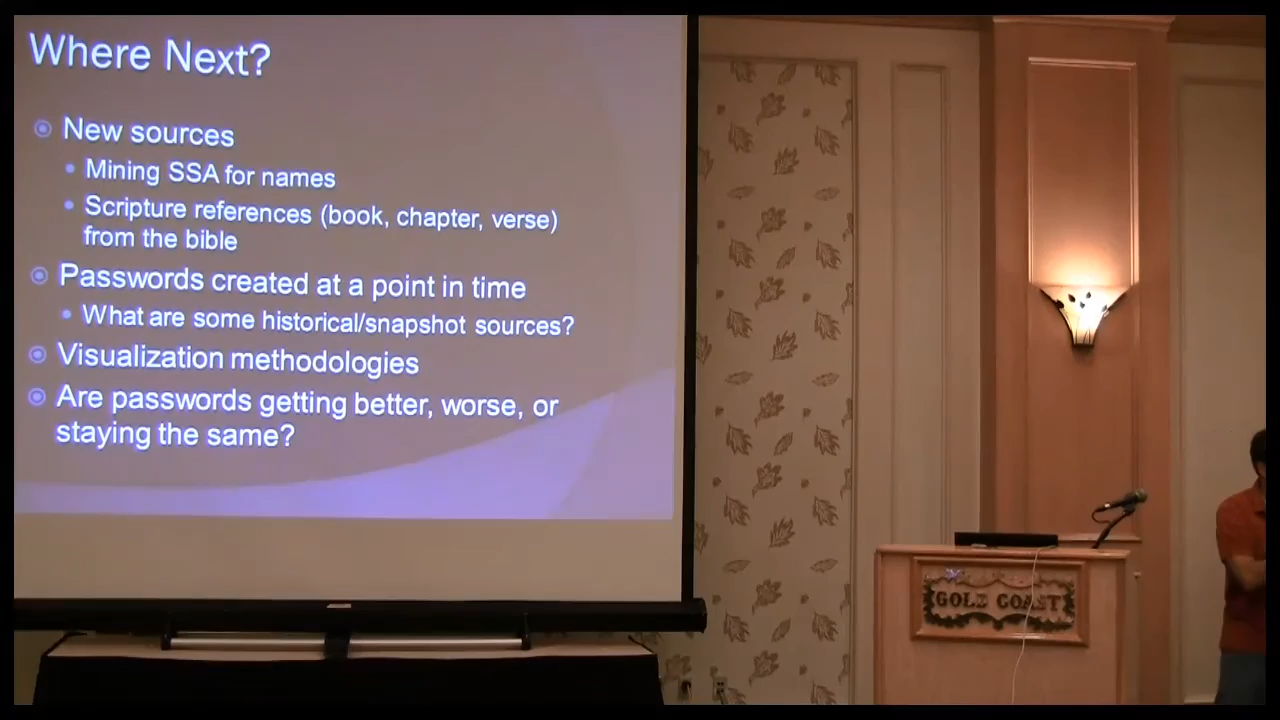 Where Next?
New sources
Mining SSA for names
Scripture references (book, chapter, verse)
from the bible
Passwords created at a point in time
What are some historical/snapshot sources?
Visualization methodologies
Are passwords getting better, worse, or
staying the same?
GOLD COAST